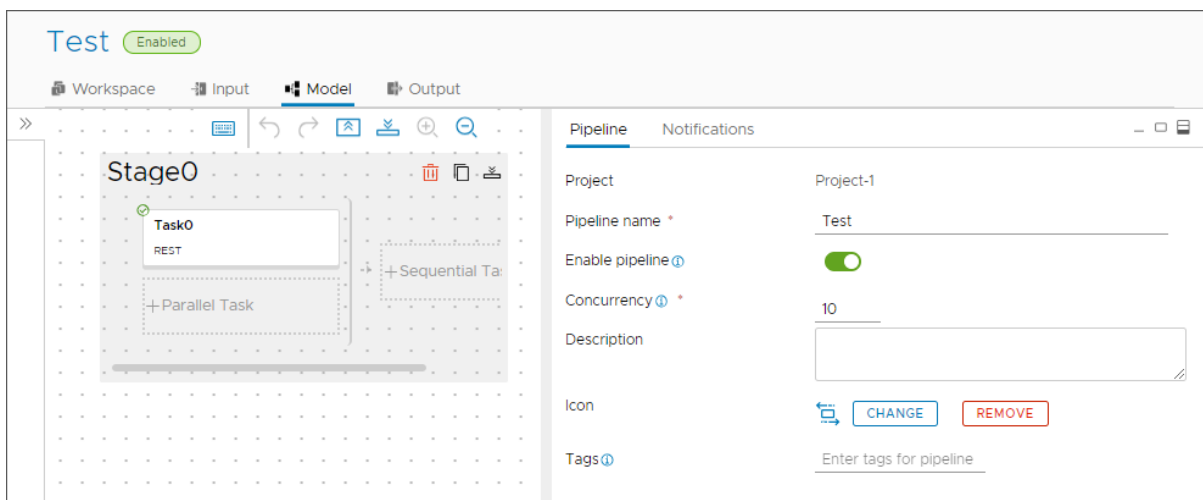 Test Enabled
Workspace Input Model Output
Pipeline Notifications
Stage0
Task0
REST
+Parallel Task
+Sequential Tas
Project Project-1
Pipeline name * Test
Enable pipeline
Concurrency * 10
Description
Icon CHANGE REMOVE
Tags Enter tags for pipeline